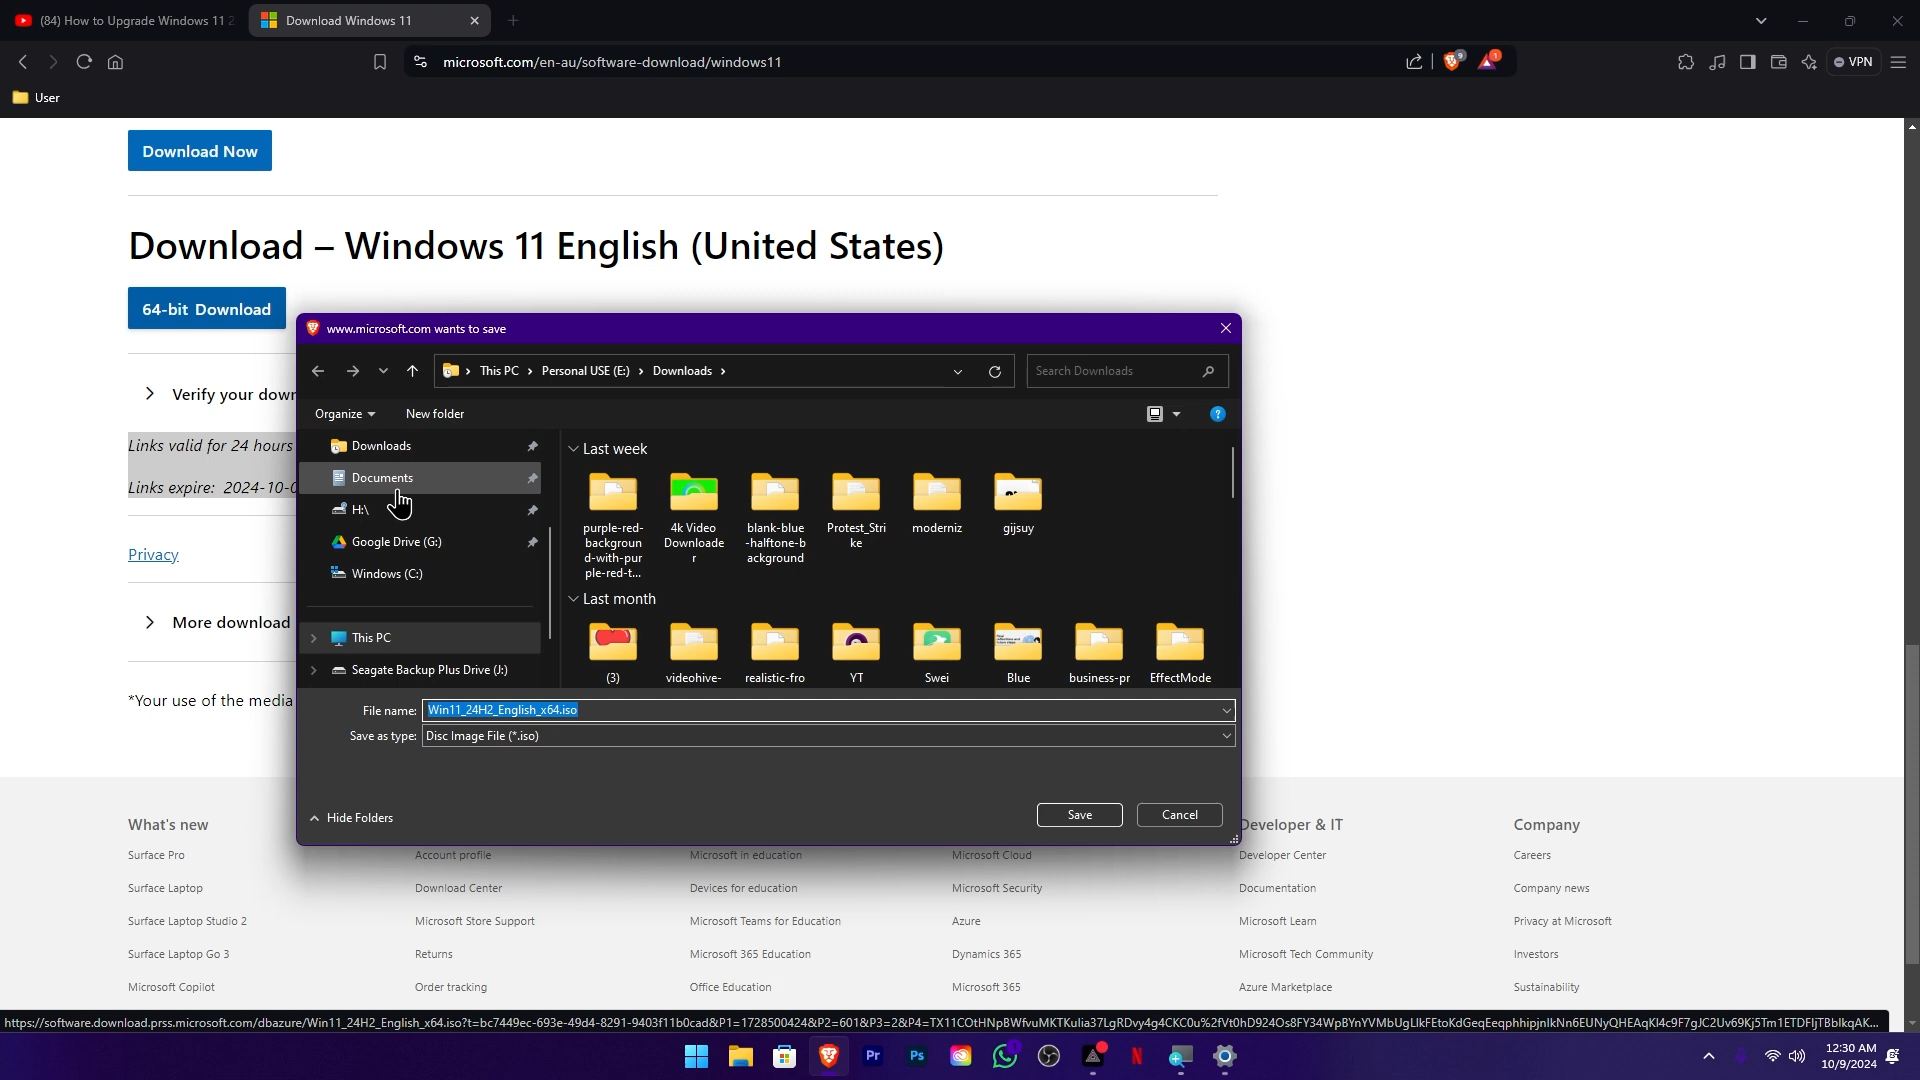 (84) How to Upgrade Windows 11 2
Download Windows 11
microsoft.com/en-au/software-download/windows11
VPN
User
Download Now
Download – Windows 11 English (United States)
64-bit Download
www.microsoft.com wants to save
This PC
Personal USE (E:)
Downloads
Search Downloads
Organize
New folder
Verify your down
Links valid for 24 hours
Links expire: 2024-10-0
Privacy
More download
*Your use of the media
Downloads
Documents
H:\
Google Drive (G:)
Windows (C:)
This PC
Seagate Backup Plus Drive (J:)
Last week
purple-red-
backgroun
d-with-pur
ple-red-t...
4k Video
Downloade
r
blank-blue
-halftone-b
ackground
Protest_Stri
ke
moderniz
gijsuy
Last month
(3)
videohive-
realistic-fro
YT
Swei
Blue
business-pr
EffectMode
File name: Win11_24H2_English_x64.iso
Save as type: Disc Image File (*.iso)
Hide Folders
Save
Cancel
What's new
Surface Pro
Surface Laptop
Surface Laptop Studio 2
Surface Laptop Go 3
Microsoft Copilot
Account profile
Download Center
Microsoft Store Support
Returns
Order tracking
Microsoft in education
Devices for education
Microsoft Teams for Education
Microsoft 365 Education
Office Education
Microsoft Cloud
Microsoft Security
Azure
Dynamics 365
Microsoft 365
Developer & IT
Developer Center
Documentation
Microsoft Learn
Microsoft Tech Community
Azure Marketplace
Company
Careers
Company news
Privacy at Microsoft
Investors
Sustainability
Pr
Ps
N
12:30 AM
10/9/2024